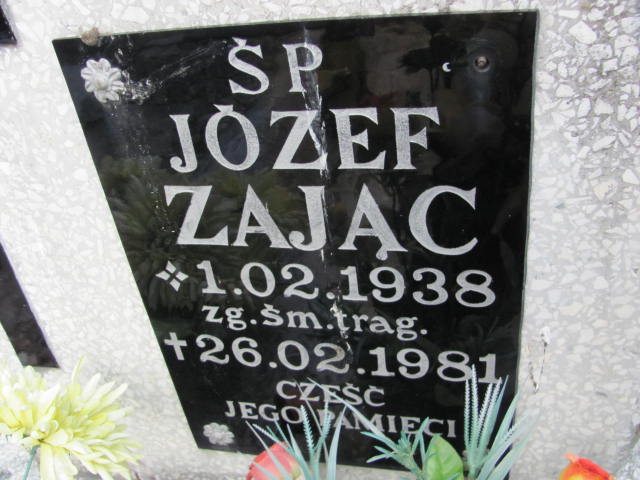 ŚP
JÓZEF
ZAJĄC
1.02.1938
zg.śm.trag.
26.02.1981
CZEŚĆ
JEGO PAMIĘCI